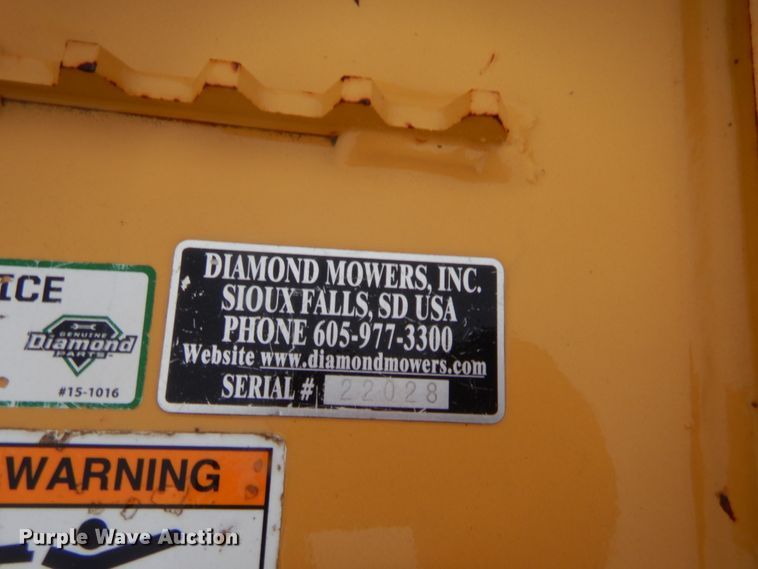 DIAMOND MOWERS, INC.
SIOUX FALLS, SD USA
PHONE 605-977-3300
Website www.diamondmowers.com
SERIAL # 22028
ICE
GENUINE
Diamond
PARTS
#15-1016
WARNING
Purple Wave Auction